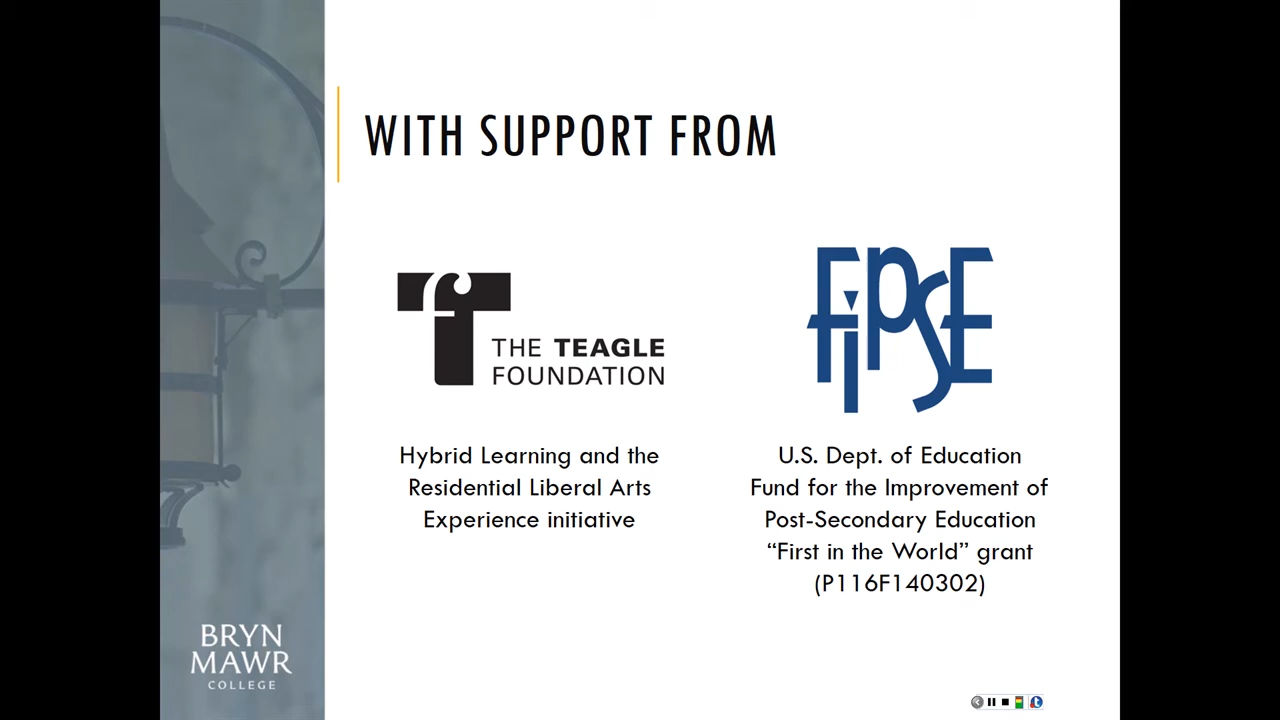 WITH SUPPORT FROM
THE TEAGLE
FOUNDATION
Hybrid Learning and the
Residential Liberal Arts
Experience initiative
FIPSE
U.S. Dept. of Education
Fund for the Improvement of
Post-Secondary Education
“First in the World” grant
(P116F140302)
BRYN
MAWR
COLLEGE